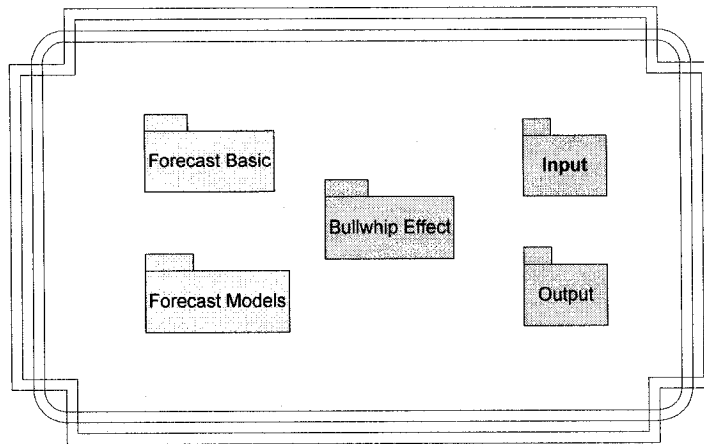 Forecast Basic
Input
Bullwhip Effect
Forecast Models
Output